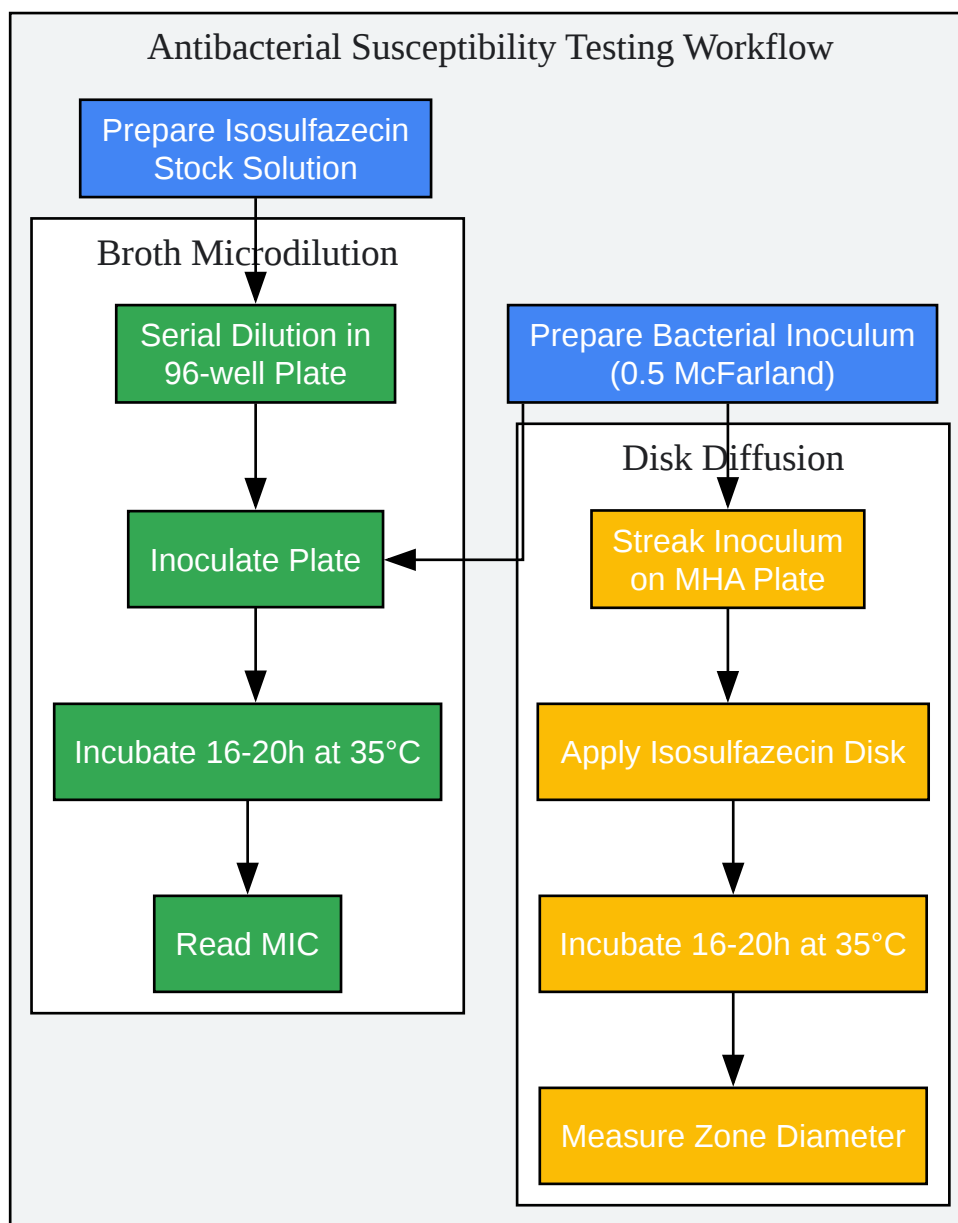 Antibacterial Susceptibility Testing Workflow
Prepare Isosulfazecin
Stock Solution
Broth Microdilution
Serial Dilution in
96-well Plate
Inoculate Plate
Incubate 16-20h at 35°C
Read MIC
Prepare Bacterial Inoculum
(0.5 McFarland)
Disk Diffusion
Streak Inoculum
on MHA Plate
Apply Isosulfazecin Disk
Incubate 16-20h at 35°C
Measure Zone Diameter